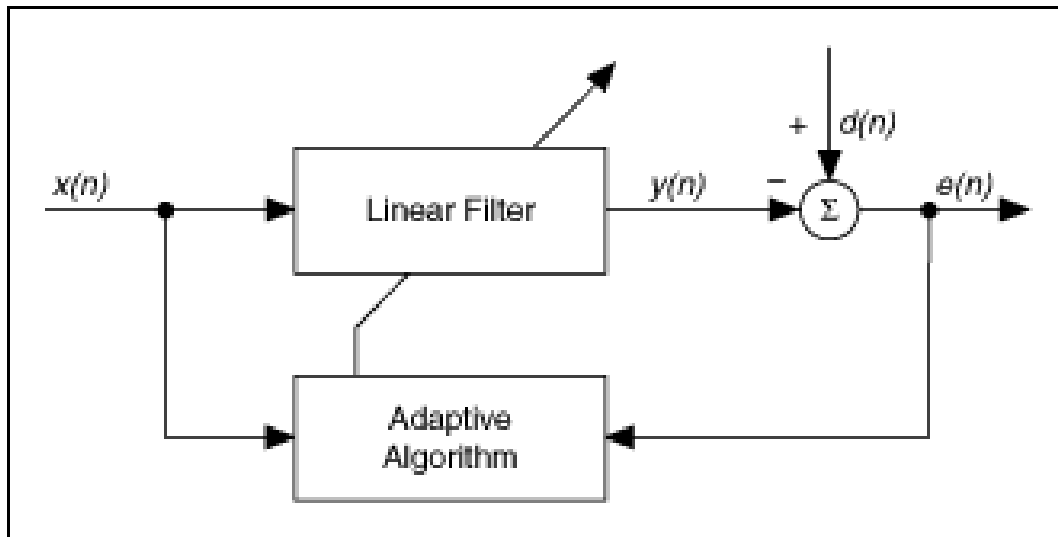 +
d(n)
x(n)
Linear Filter
y(n)
−
Σ
e(n)
Adaptive
Algorithm